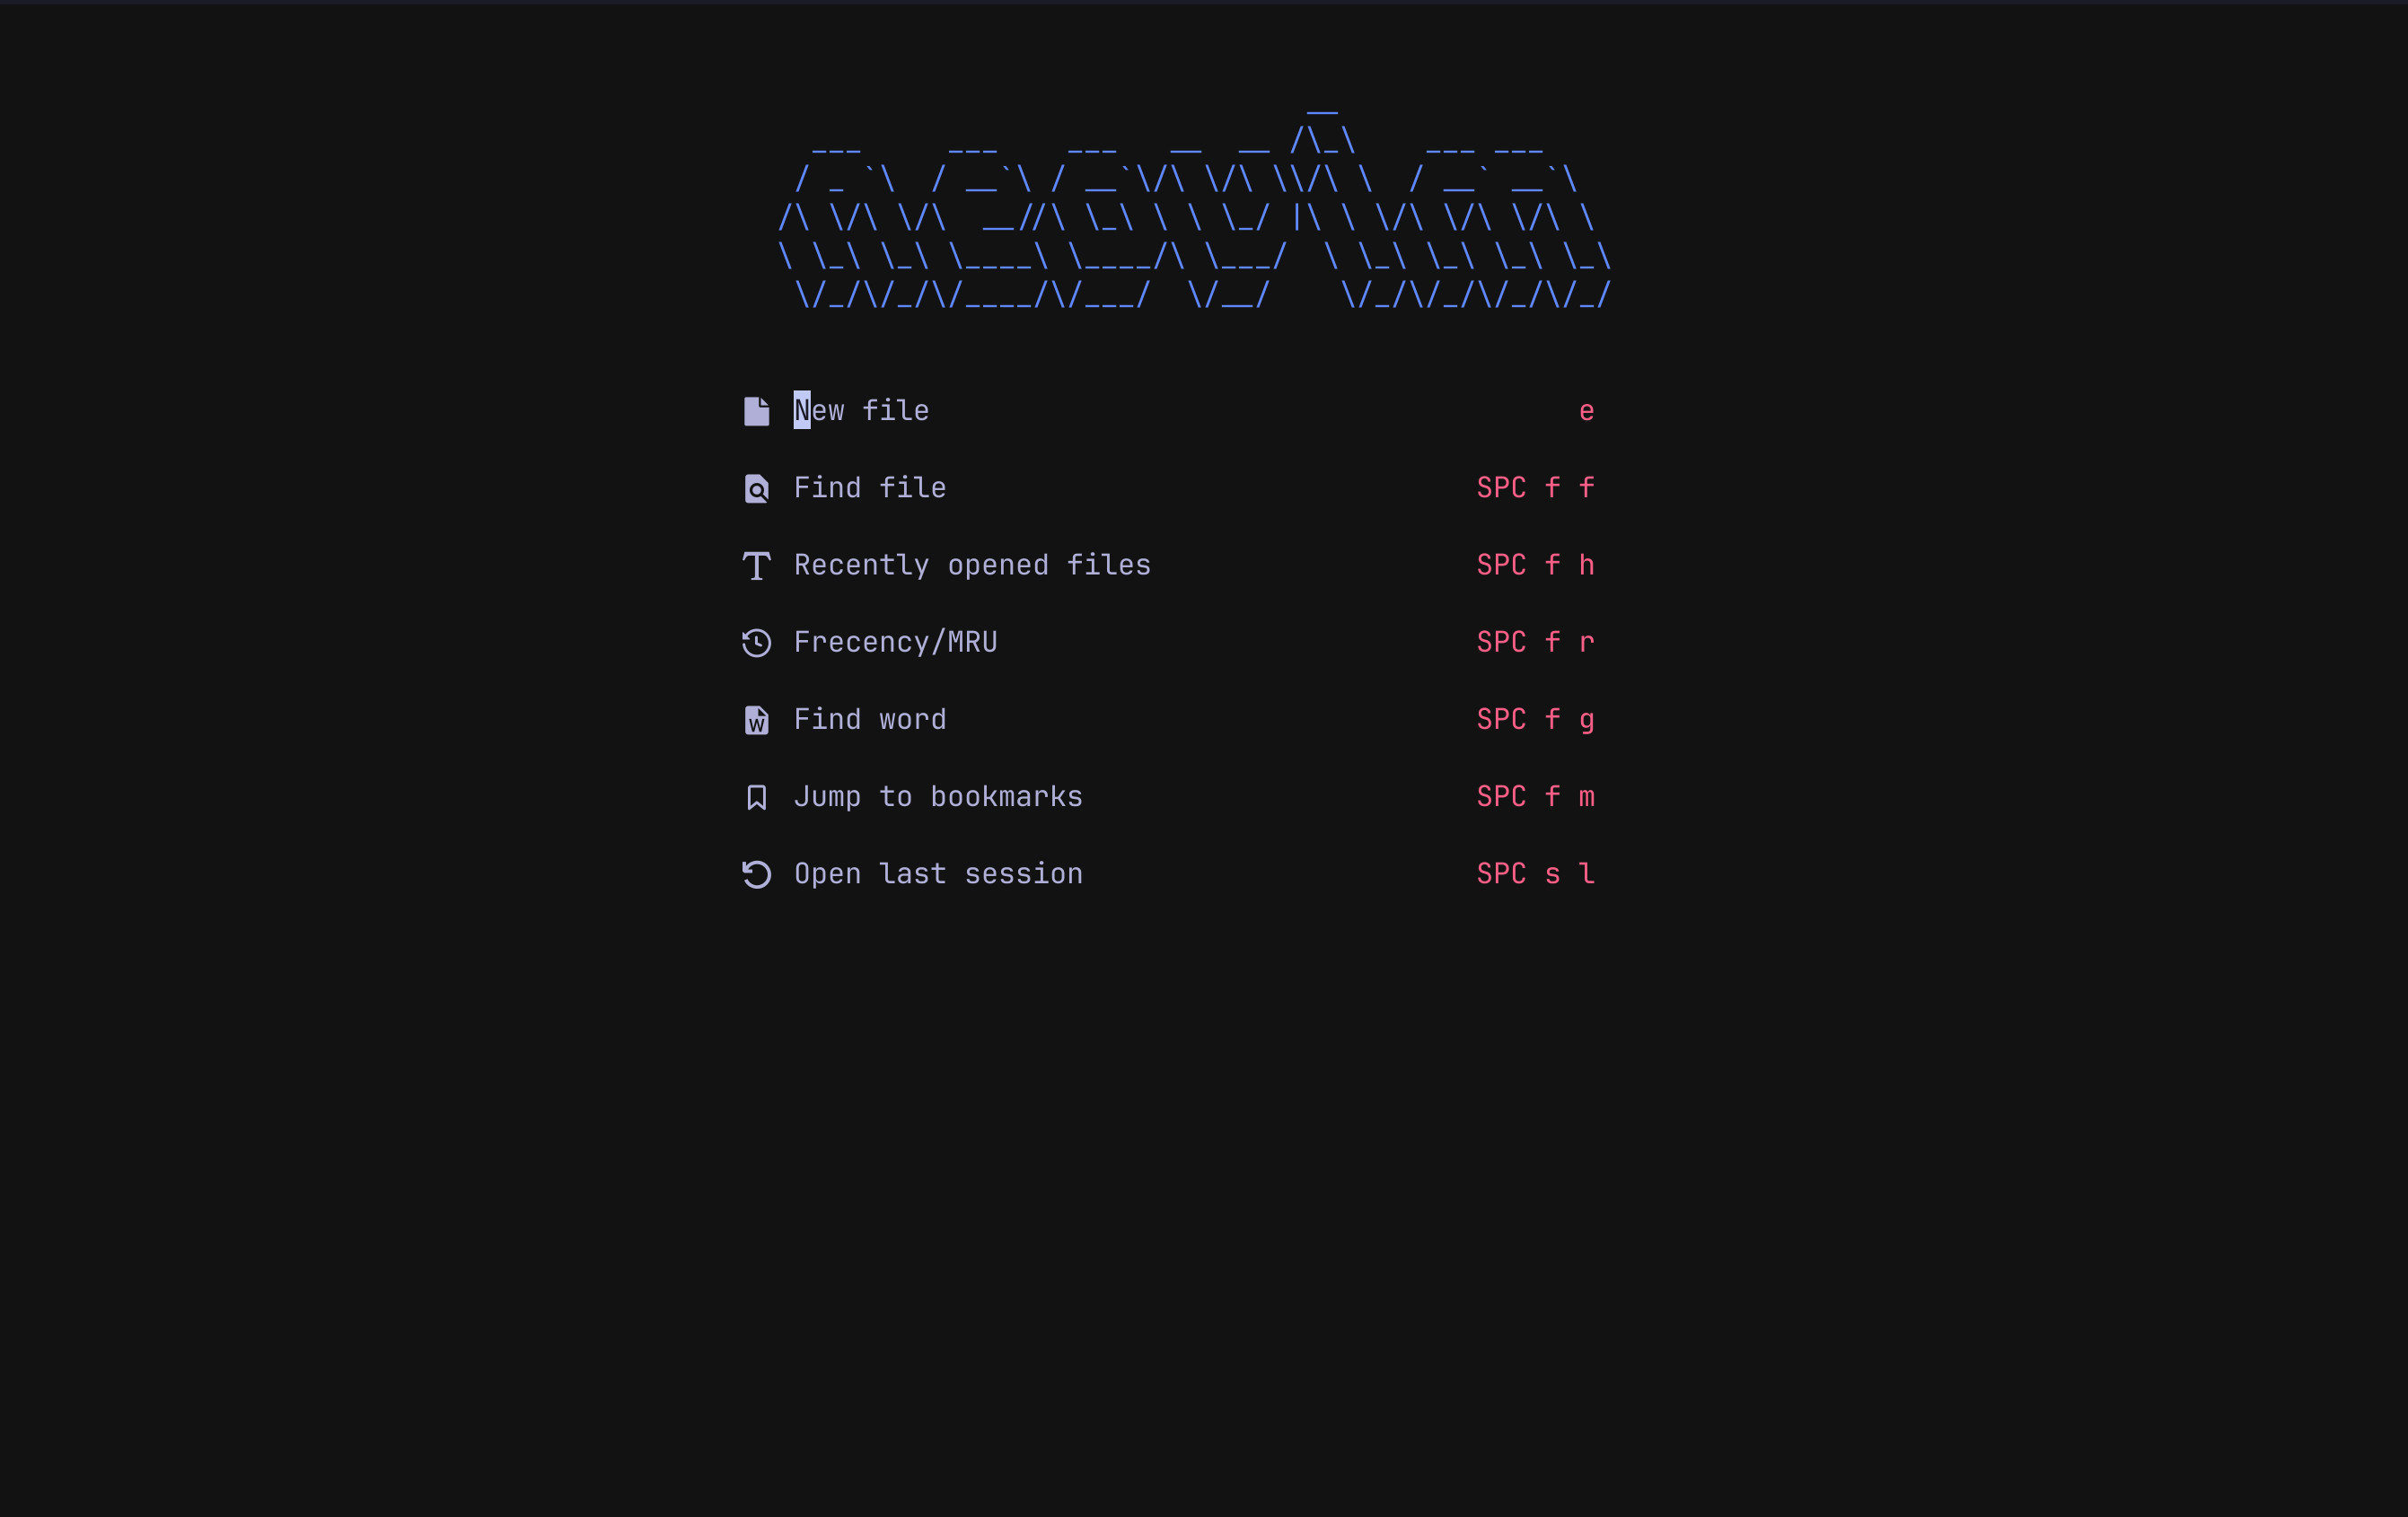 neovim
New file e
Find file SPC f f
Recently opened files SPC f h
Frecency/MRU SPC f r
Find word SPC f g
Jump to bookmarks SPC f m
Open last session SPC s l